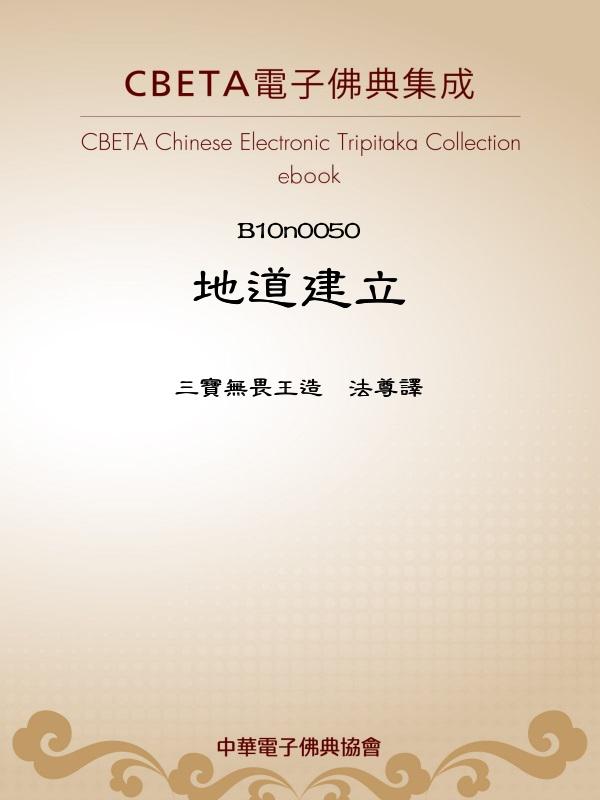 CBETA電子佛典集成
CBETA Chinese Electronic Tripitaka Collection
ebook
B10n0050
地道建立
三寶無畏王造　法尊譯
中華電子佛典協會